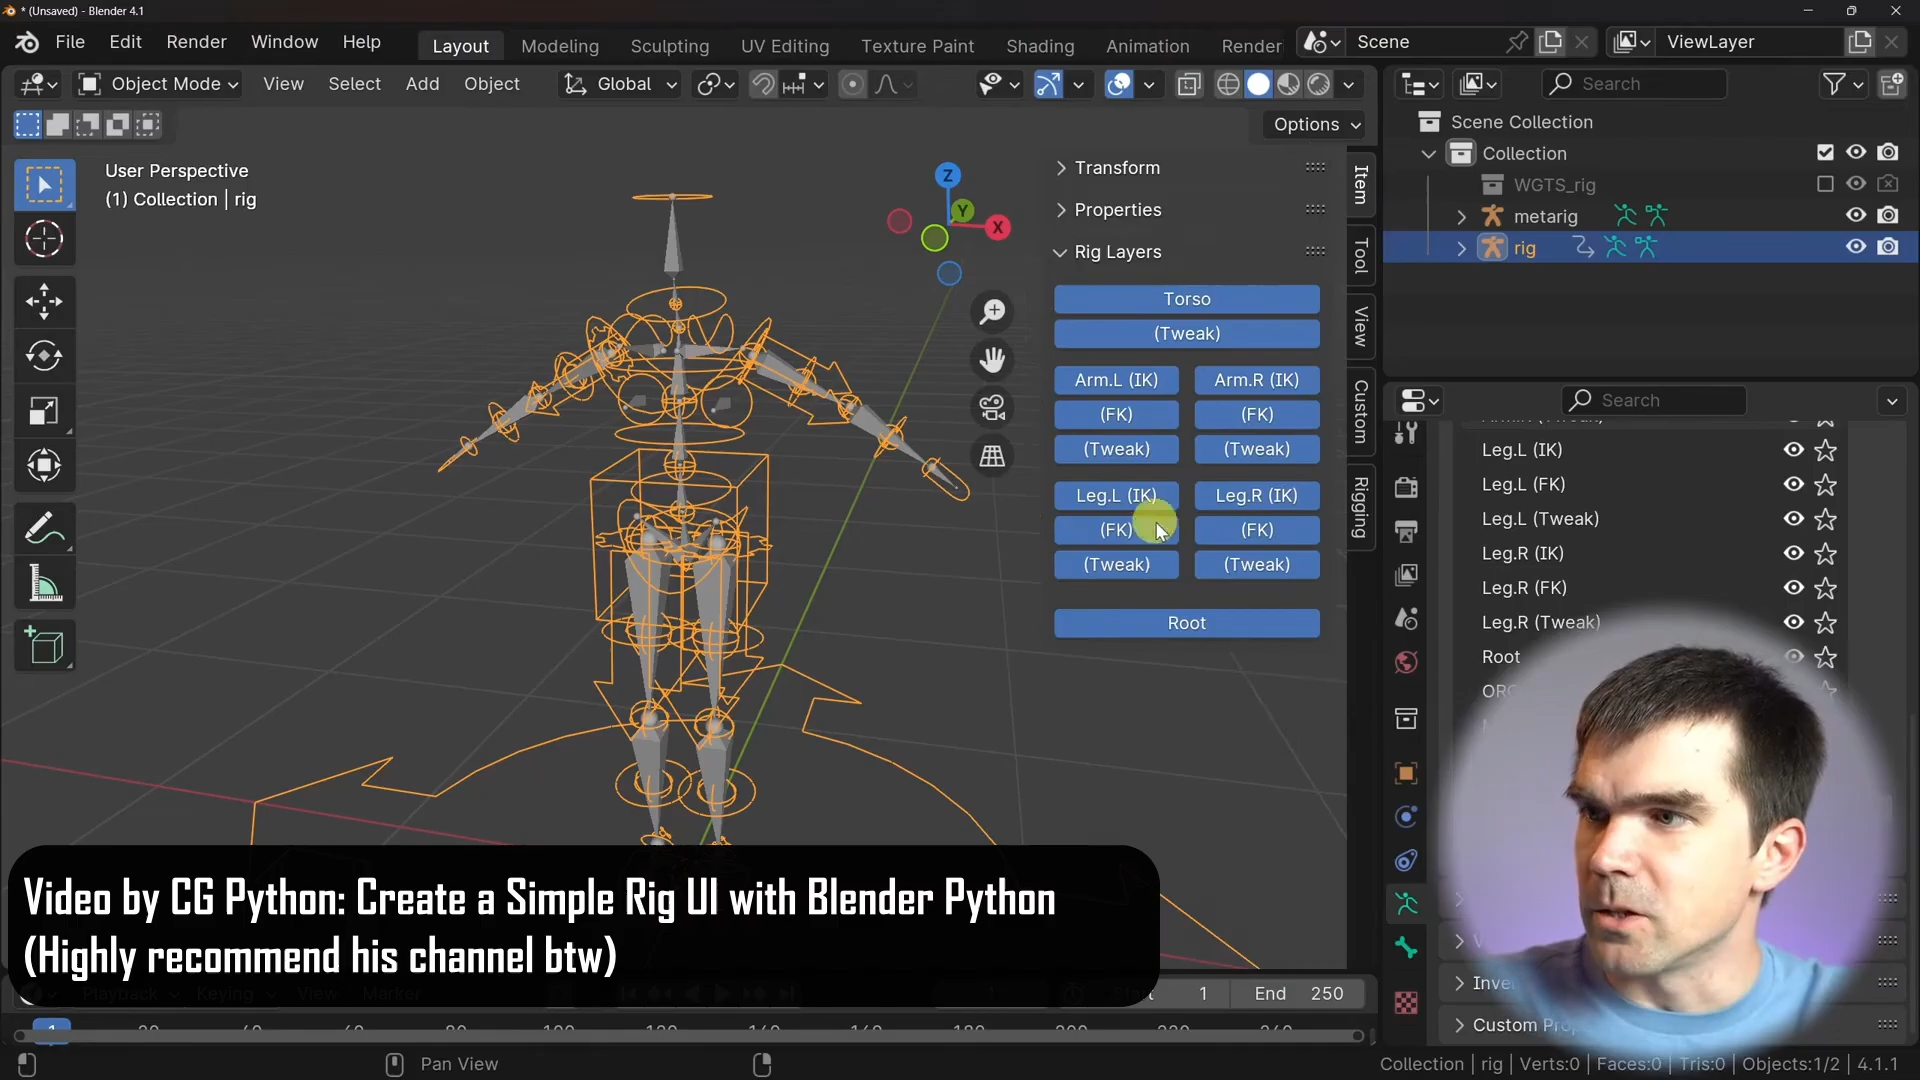 * (Unsaved) - Blender 4.1
File Edit Render Window Help
Layout Modeling Sculpting UV Editing Texture Paint Shading Animation Render
Scene
ViewLayer
Object Mode View Select Add Object
Global
Search
Options
User Perspective
(1) Collection | rig
Z
Y
X
Transform
Properties
Rig Layers
Torso
(Tweak)
Arm.L (IK) Arm.R (IK)
(FK) (FK)
(Tweak) (Tweak)
Leg.L (IK) Leg.R (IK)
(FK) (FK)
(Tweak) (Tweak)
Root
Item
Tool
View
Custom
Rigging
Scene Collection
Collection
WGTS_rig
metarig
rig
Search
Leg.L (IK)
Leg.L (FK)
Leg.L (Tweak)
Leg.R (IK)
Leg.R (FK)
Leg.R (Tweak)
Root
Custom
Video by CG Python: Create a Simple Rig UI with Blender Python
(Highly recommend his channel btw)
Playback Keying View Marker
1 End 250
1
Pan View
Collection | rig | Verts:0 | Faces:0 | Tris:0 | Objects:1/2 | 4.1.1